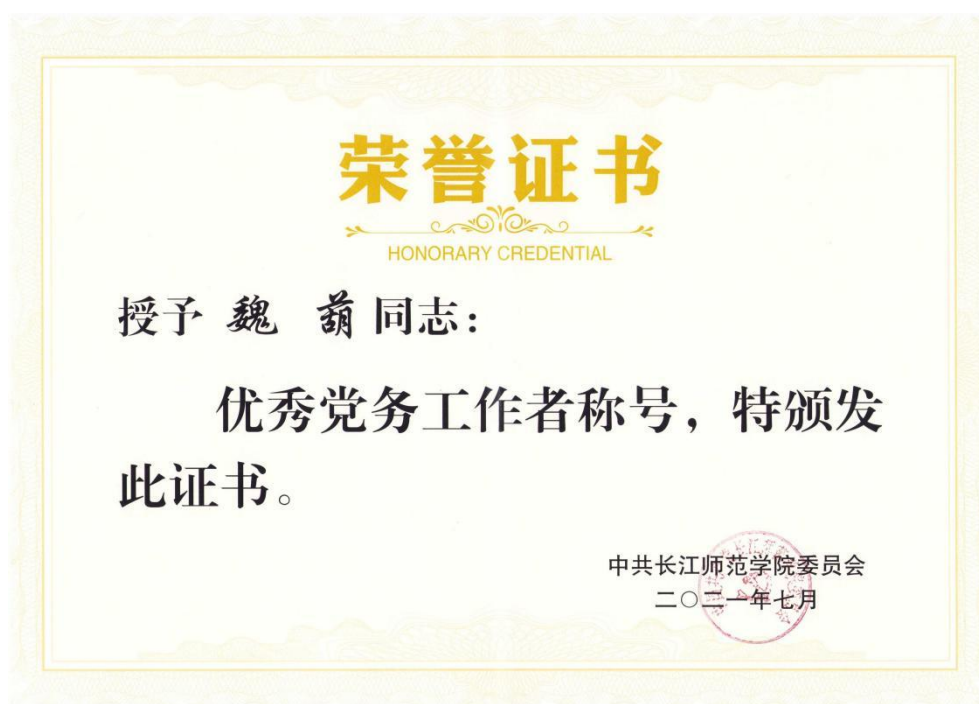 荣誉证书
HONORARY CREDENTIAL
授予 魏 葫 同志:
优秀党务工作者称号，特颁发
此证书。
中共长江师范学院委员会
二〇二一年七月